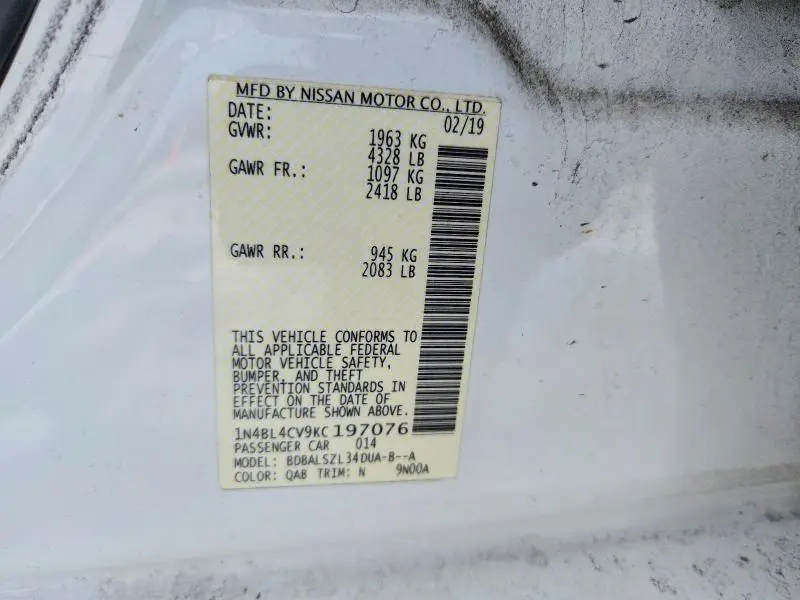 MFD BY NISSAN MOTOR CO., LTD.
DATE: 02/19
GVWR: 1963 KG
4328 LB
GAWR FR.: 1097 KG
2418 LB
GAWR RR.: 945 KG
2083 LB
THIS VEHICLE CONFORMS TO
ALL APPLICABLE FEDERAL
MOTOR VEHICLE SAFETY,
BUMPER, AND THEFT
PREVENTION STANDARDS IN
EFFECT ON THE DATE OF
MANUFACTURE SHOWN ABOVE.
1N4BL4CV9KC197076
PASSENGER CAR 014
MODEL: BDBALSZL34DUA-B--A
COLOR: QAB TRIM: N 9N00A